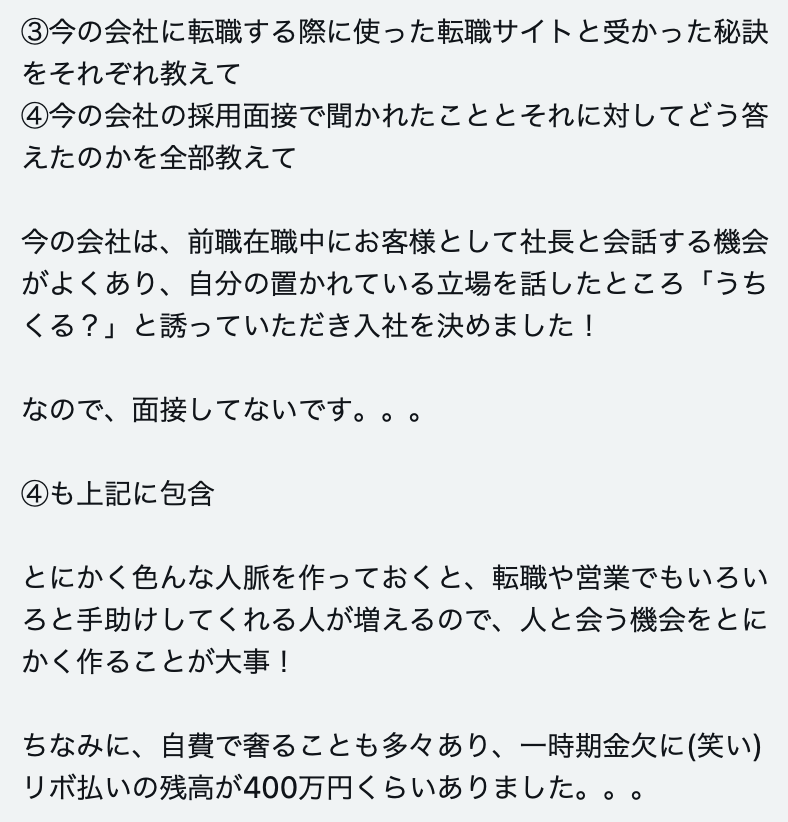 ③今の会社に転職する際に使った転職サイトと受かった秘訣
をそれぞれ教えて
④今の会社の採用面接で聞かれたこととそれに対してどう答
えたのかを全部教えて
今の会社は、前職在職中にお客様として社長と会話する機会
がよくあり、自分の置かれている立場を話したところ「うち
くる？」と誘っていただき入社を決めました！
なので、面接してないです。。。
④も上記に包含
とにかく色んな人脈を作っておくと、転職や営業でもいろい
ろと手助けしてくれる人が増えるので、人と会う機会をとに
かく作ることが大事！
ちなみに、自費で奢ることも多々あり、一時期金欠に(笑い)
リボ払いの残高が400万円くらいありました。。。